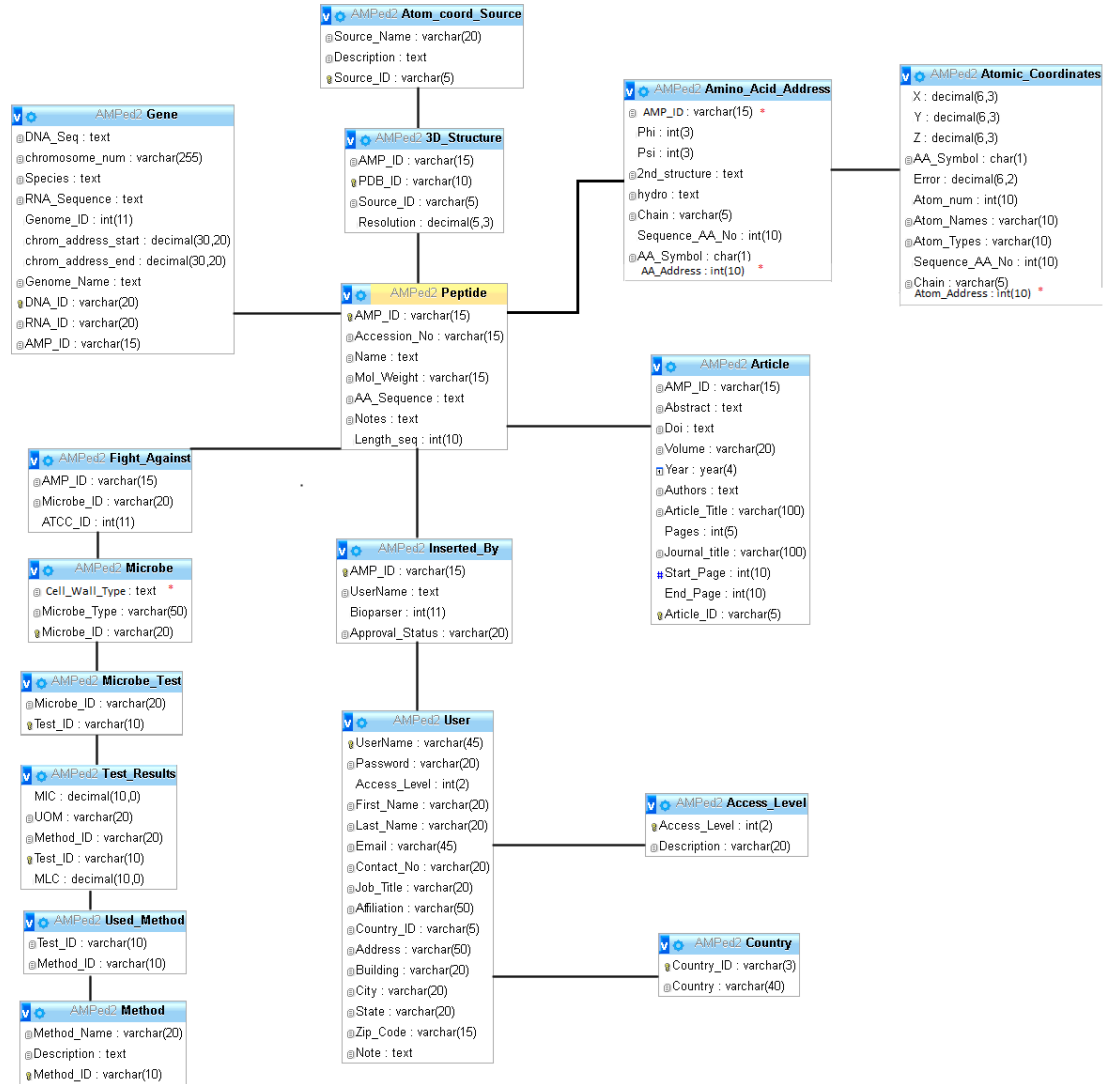 AMPed2 Atom_coord_Source
Source_Name : varchar(20)
Description : text
Source_ID : varchar(5)
AMPed2 3D_Structure
AMP_ID : varchar(15)
PDB_ID : varchar(10)
Source_ID : varchar(5)
Resolution : decimal(5,3)
AMPed2 Gene
DNA_Seq : text
chromosome_num : varchar(255)
Species : text
RNA_Sequence : text
Genome_ID : int(11)
chrom_address_start : decimal(30,20)
chrom_address_end : decimal(30,20)
Genome_Name : text
DNA_ID : varchar(20)
RNA_ID : varchar(20)
AMP_ID : varchar(15)
AMPed2 Peptide
AMP_ID : varchar(15)
Accession_No : varchar(15)
Name : text
Mol_Weight : varchar(15)
AA_Sequence : text
Notes : text
Length_seq : int(10)
AMPed2 Amino_Acid_Address
AMP_ID : varchar(15) *
Phi : int(3)
Psi : int(3)
2nd_structure : text
hydro : text
Chain : varchar(5)
Sequence_AA_No : int(10)
AA_Symbol : char(1)
AA_Address : int(10) *
AMPed2 Atomic_Coordinates
X : decimal(6,3)
Y : decimal(6,3)
Z : decimal(6,3)
AA_Symbol : char(1)
Error : decimal(6,2)
Atom_num : int(10)
Atom_Names : varchar(10)
Atom_Types : varchar(10)
Sequence_AA_No : int(10)
Chain : varchar(5)
Atom_Address : int(10) *
AMPed2 Article
AMP_ID : varchar(15)
Abstract : text
Doi : text
Volume : varchar(20)
Year : year(4)
Authors : text
Article_Title : varchar(100)
Pages : int(5)
Journal_title : varchar(100)
# Start_Page : int(10)
End_Page : int(10)
Article_ID : varchar(5)
AMPed2 Fight_Against
AMP_ID : varchar(15)
Microbe_ID : varchar(20)
ATCC_ID : int(11)
AMPed2 Microbe
Cell_Wall_Type : text *
Microbe_Type : varchar(50)
Microbe_ID : varchar(20)
AMPed2 Microbe_Test
Microbe_ID : varchar(20)
Test_ID : varchar(10)
AMPed2 Test_Results
MIC : decimal(10,0)
UOM : varchar(20)
Method_ID : varchar(20)
Test_ID : varchar(10)
MLC : decimal(10,0)
AMPed2 Used_Method
Test_ID : varchar(10)
Method_ID : varchar(10)
AMPed2 Method
Method_Name : varchar(20)
Description : text
Method_ID : varchar(10)
AMPed2 Inserted_By
AMP_ID : varchar(15)
UserName : text
Bioparser : int(11)
Approval_Status : varchar(20)
AMPed2 User
UserName : varchar(45)
Password : varchar(20)
Access_Level : int(2)
First_Name : varchar(20)
Last_Name : varchar(20)
Email : varchar(45)
Contact_No : varchar(20)
Job_Title : varchar(20)
Affiliation : varchar(50)
Country_ID : varchar(5)
Address : varchar(50)
Building : varchar(20)
City : varchar(20)
State : varchar(20)
Zip_Code : varchar(15)
Note : text
AMPed2 Access_Level
Access_Level : int(2)
Description : varchar(20)
AMPed2 Country
Country_ID : varchar(3)
Country : varchar(40)